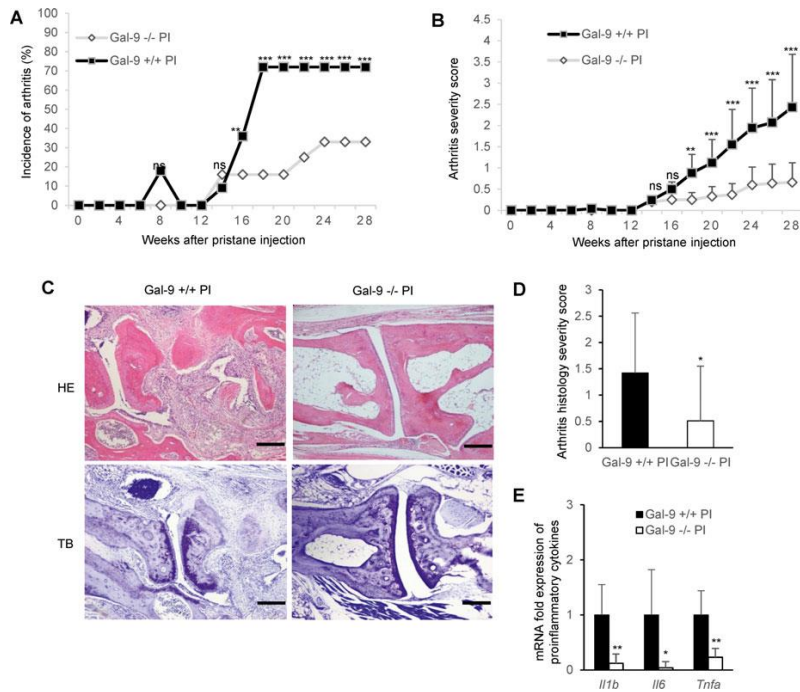 A
Gal-9 -/- PI
Gal-9 +/+ PI
Incidence of arthritis (%)
100
90
80
70
60
50
40
30
20
10
0
ns
ns
**
*** *** *** *** *** ***
0 4 8 12 16 20 24 28
Weeks after pristane injection
B
Gal-9 +/+ PI
Gal-9 -/- PI
Arthritis severity score
4.5
4
3.5
3
2.5
2
1.5
1
0.5
0
ns
ns
**
***
***
***
***
***
0 4 8 12 16 20 24 28
Weeks after pristane injection
C
Gal-9 +/+ PI Gal-9 -/- PI
HE
TB
D
Arthritis histology severity score
3
2.5
2
1.5
1
0.5
0
*
Gal-9 +/+ PI Gal-9 -/- PI
E
Gal-9 +/+ PI
Gal-9 -/- PI
mRNA fold expression of
proinflammatory cytokines
3
2
1
0
** * **
Il1b Il6 Tnfa